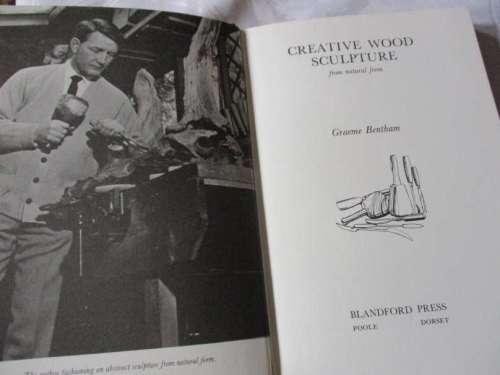 CREATIVE WOOD
SCULPTURE
from natural form
Graeme Bentham
BLANDFORD PRESS
POOLE DORSET
The author fashioning an abstract sculpture from natural form.